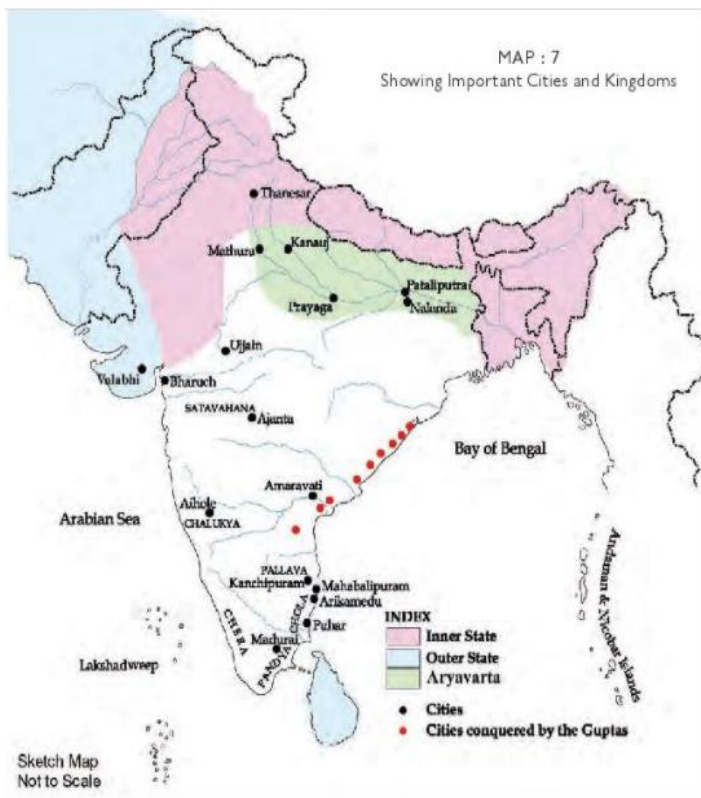 MAP : 7
Showing Important Cities and Kingdoms
Thanesar
Mathura
Kanauj
Pataliputra
Prayaga
Nalanda
Ujjain
Valabhi
Bharuch
SATAVAHANA
Ajanta
Bay of Bengal
Amaravati
Arabian Sea
Aihole
CHALUKYA
PALLAVA
Kanchipuram
Mahabalipuram
Arikamedu
CHOLA
Puhar
CHERA
Madurai
PANDYA
Lakshadweep
Andaman & Nicobar Islands
INDEX
Inner State
Outer State
Aryavarta
Cities
Cities conquered by the Guptas
Sketch Map
Not to Scale